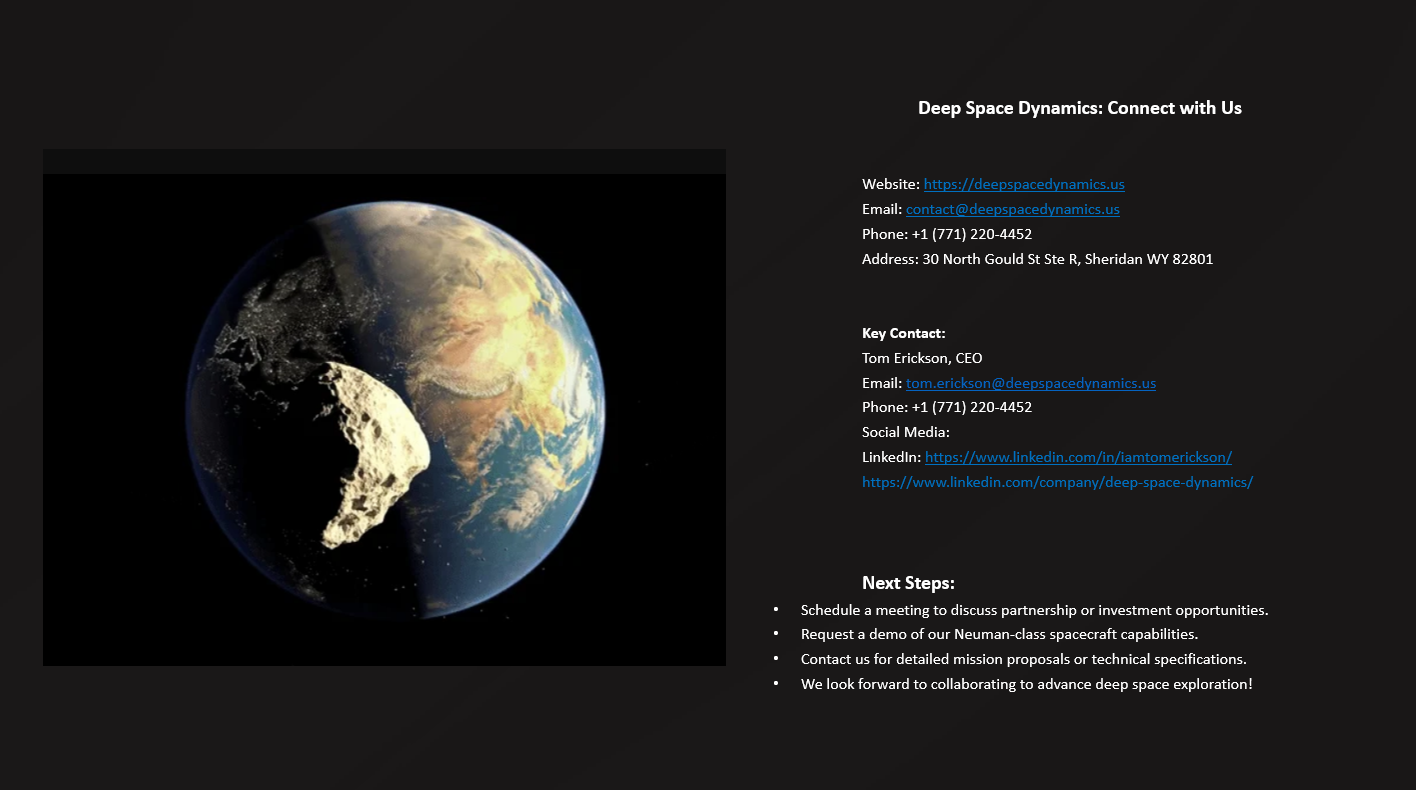 Deep Space Dynamics: Connect with Us
Website: https://deepspacedynamics.us
Email: contact@deepspacedynamics.us
Phone: +1 (771) 220-4452
Address: 30 North Gould St Ste R, Sheridan WY 82801
Key Contact:
Tom Erickson, CEO
Email: tom.erickson@deepspacedynamics.us
Phone: +1 (771) 220-4452
Social Media:
LinkedIn: https://www.linkedin.com/in/iamtomerickson/
https://www.linkedin.com/company/deep-space-dynamics/
Next Steps:
• Schedule a meeting to discuss partnership or investment opportunities.
• Request a demo of our Neuman-class spacecraft capabilities.
• Contact us for detailed mission proposals or technical specifications.
• We look forward to collaborating to advance deep space exploration!